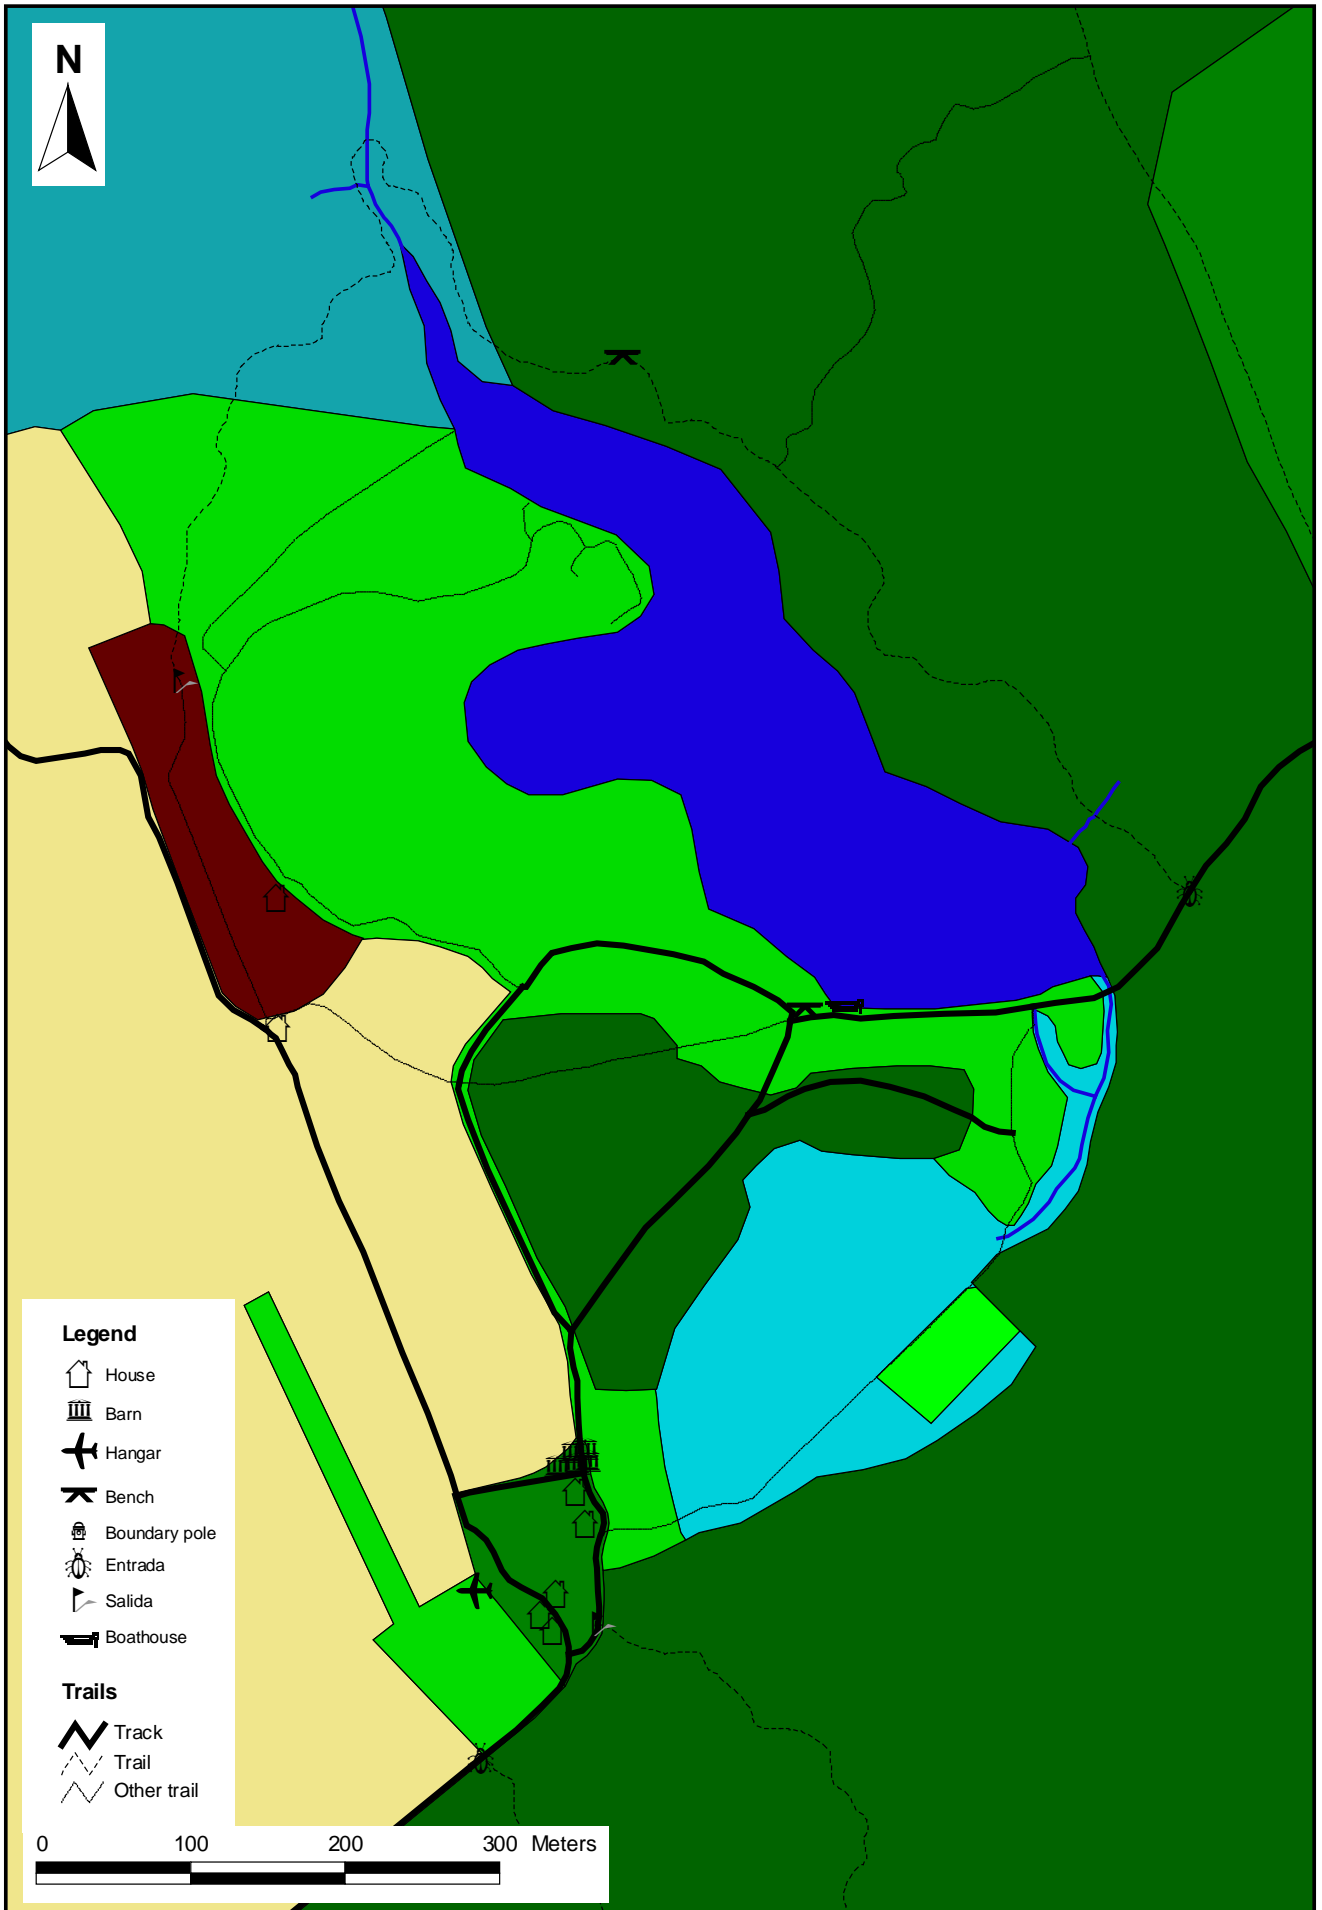 N
Legend
House
Barn
Hangar
Bench
Boundary pole
Entrada
Salida
Boathouse
Trails
Track
Trail
Other trail
0 100 200 300 Meters